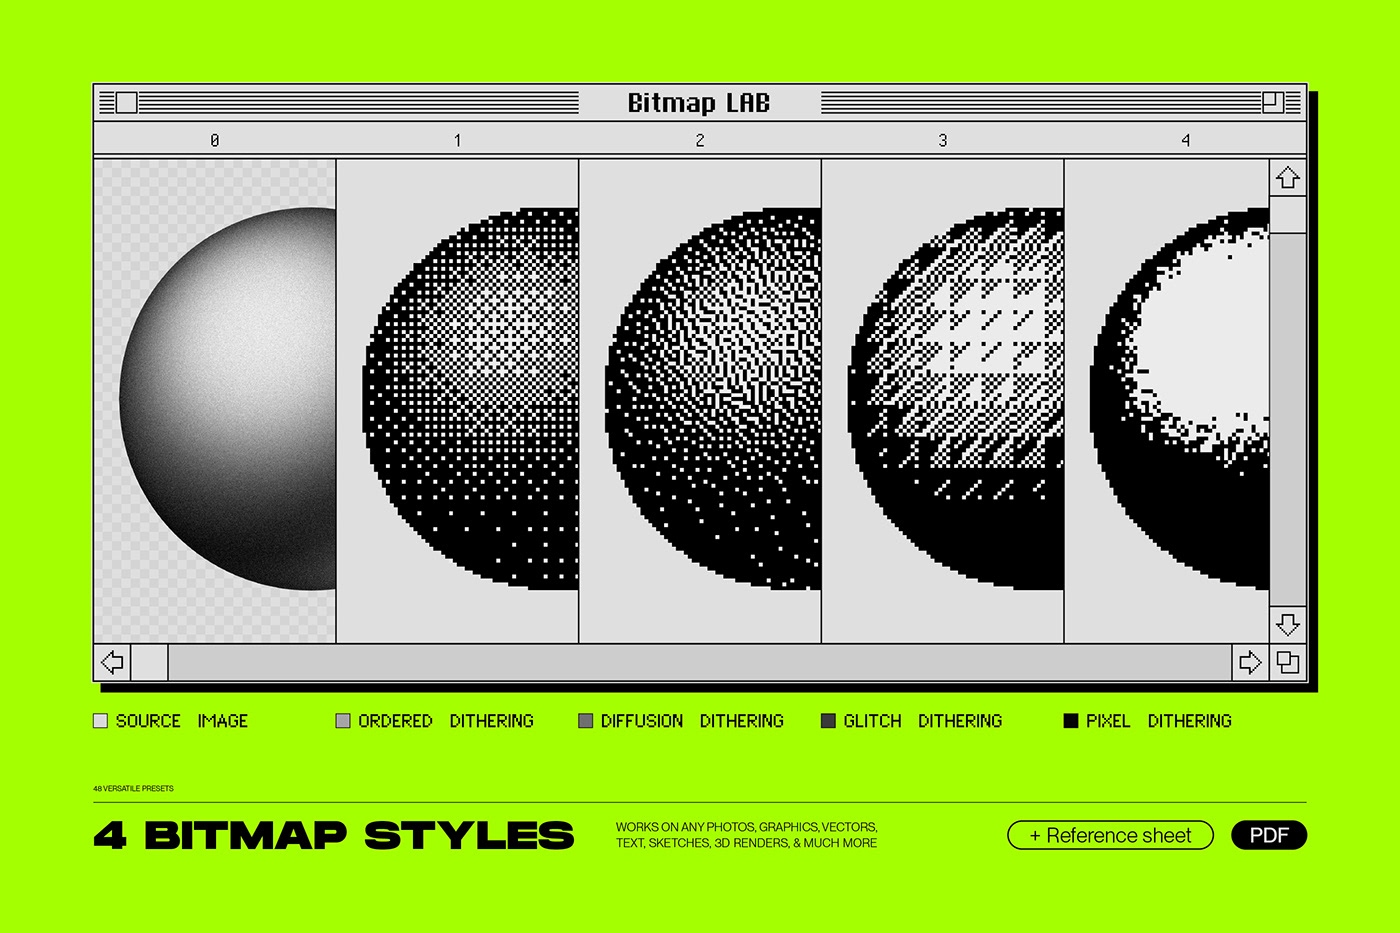 Bitmap LAB
0 1 2 3 4
SOURCE IMAGE ORDERED DITHERING DIFFUSION DITHERING GLITCH DITHERING PIXEL DITHERING
48 VERSATILE PRESETS
4 BITMAP STYLES
WORKS ON ANY PHOTOS, GRAPHICS, VECTORS,
TEXT, SKETCHES, 3D RENDERS, & MUCH MORE
+ Reference sheet
PDF